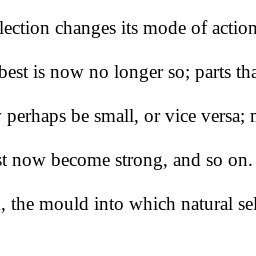 lection changes its mode of action
best is now no longer so; parts tha
perhaps be small, or vice versa;
st now become strong, and so on.
, the mould into which natural sel